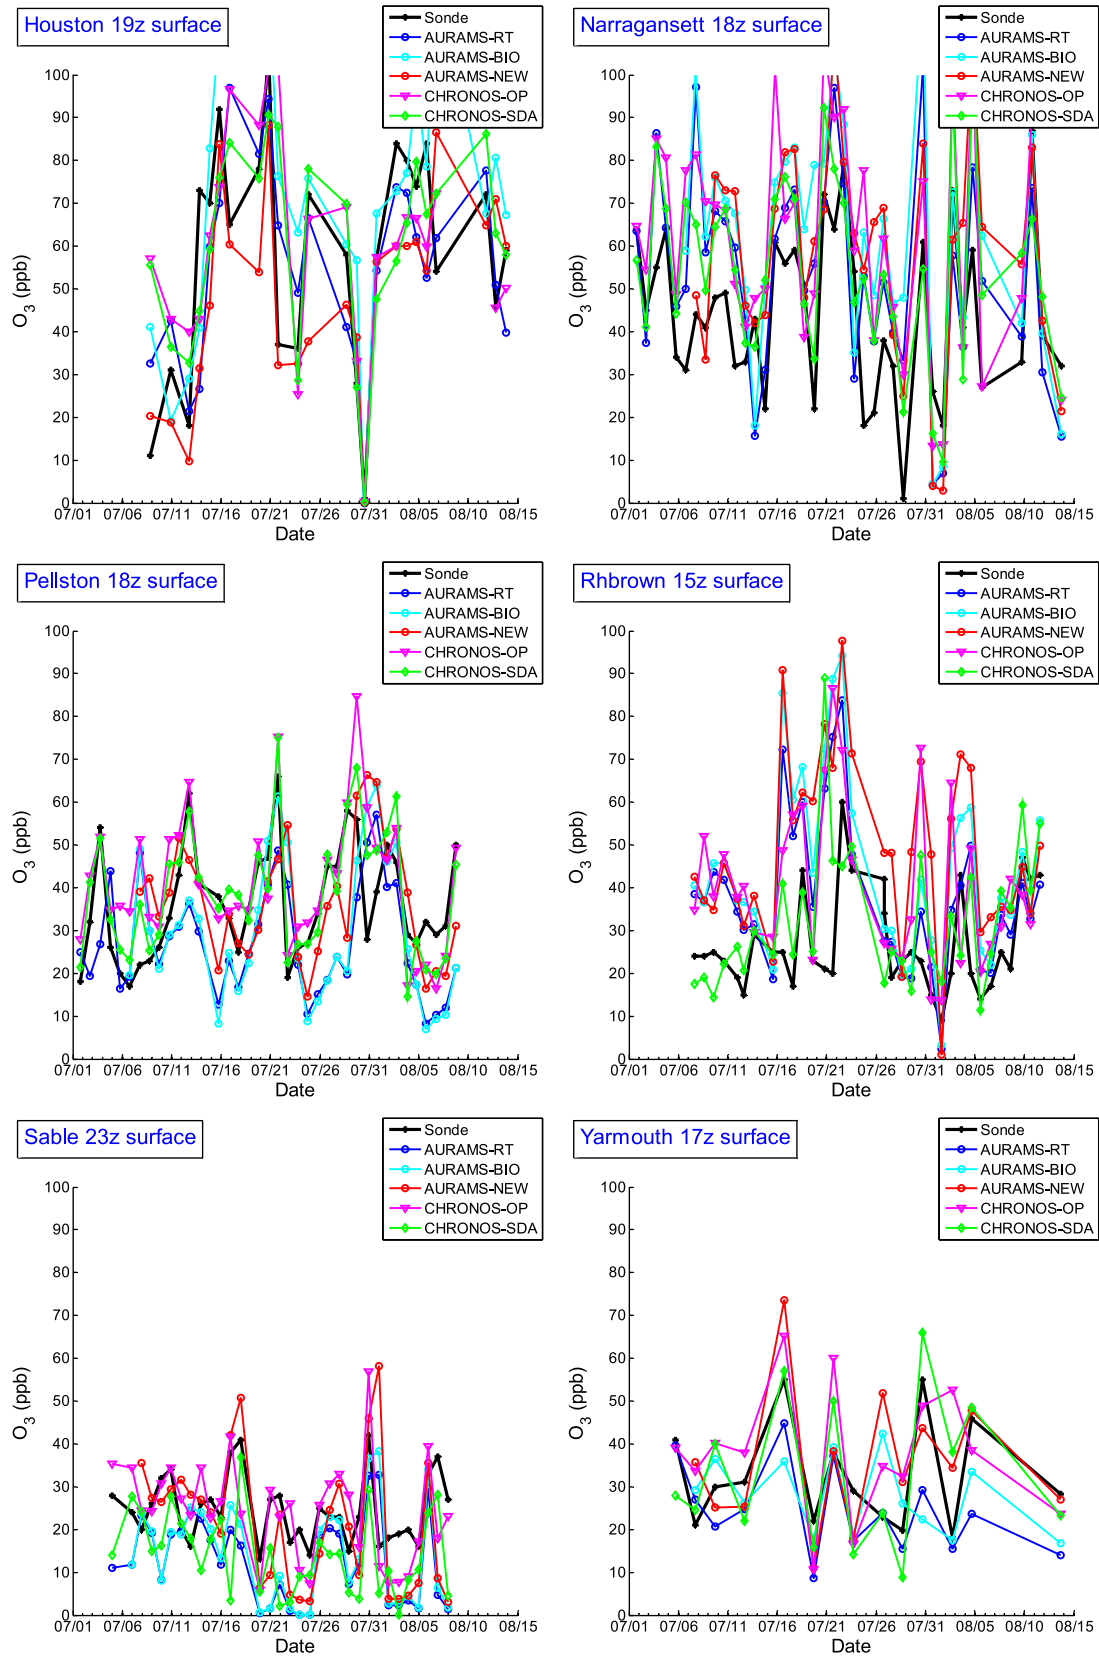 Houston 19z surface
Sonde
AURAMS-RT
AURAMS-BIO
AURAMS-NEW
CHRONOS-OP
CHRONOS-SDA
100
90
80
70
60
50
40
30
20
10
0
O3 (ppb)
07/01 07/06 07/11 07/16 07/21 07/26 07/31 08/05 08/10 08/15
Date
Narragansett 18z surface
Sonde
AURAMS-RT
AURAMS-BIO
AURAMS-NEW
CHRONOS-OP
CHRONOS-SDA
100
90
80
70
60
50
40
30
20
10
0
O3 (ppb)
07/01 07/06 07/11 07/16 07/21 07/26 07/31 08/05 08/10 08/15
Date
Pellston 18z surface
Sonde
AURAMS-RT
AURAMS-BIO
AURAMS-NEW
CHRONOS-OP
CHRONOS-SDA
100
90
80
70
60
50
40
30
20
10
0
O3 (ppb)
07/01 07/06 07/11 07/16 07/21 07/26 07/31 08/05 08/10 08/15
Date
Rhbrown 15z surface
Sonde
AURAMS-RT
AURAMS-BIO
AURAMS-NEW
CHRONOS-OP
CHRONOS-SDA
100
90
80
70
60
50
40
30
20
10
0
O3 (ppb)
07/01 07/06 07/11 07/16 07/21 07/26 07/31 08/05 08/10 08/15
Date
Sable 23z surface
Sonde
AURAMS-RT
AURAMS-BIO
AURAMS-NEW
CHRONOS-OP
CHRONOS-SDA
100
90
80
70
60
50
40
30
20
10
0
O3 (ppb)
07/01 07/06 07/11 07/16 07/21 07/26 07/31 08/05 08/10 08/15
Date
Yarmouth 17z surface
Sonde
AURAMS-RT
AURAMS-BIO
AURAMS-NEW
CHRONOS-OP
CHRONOS-SDA
100
90
80
70
60
50
40
30
20
10
0
O3 (ppb)
07/01 07/06 07/11 07/16 07/21 07/26 07/31 08/05 08/10 08/15
Date